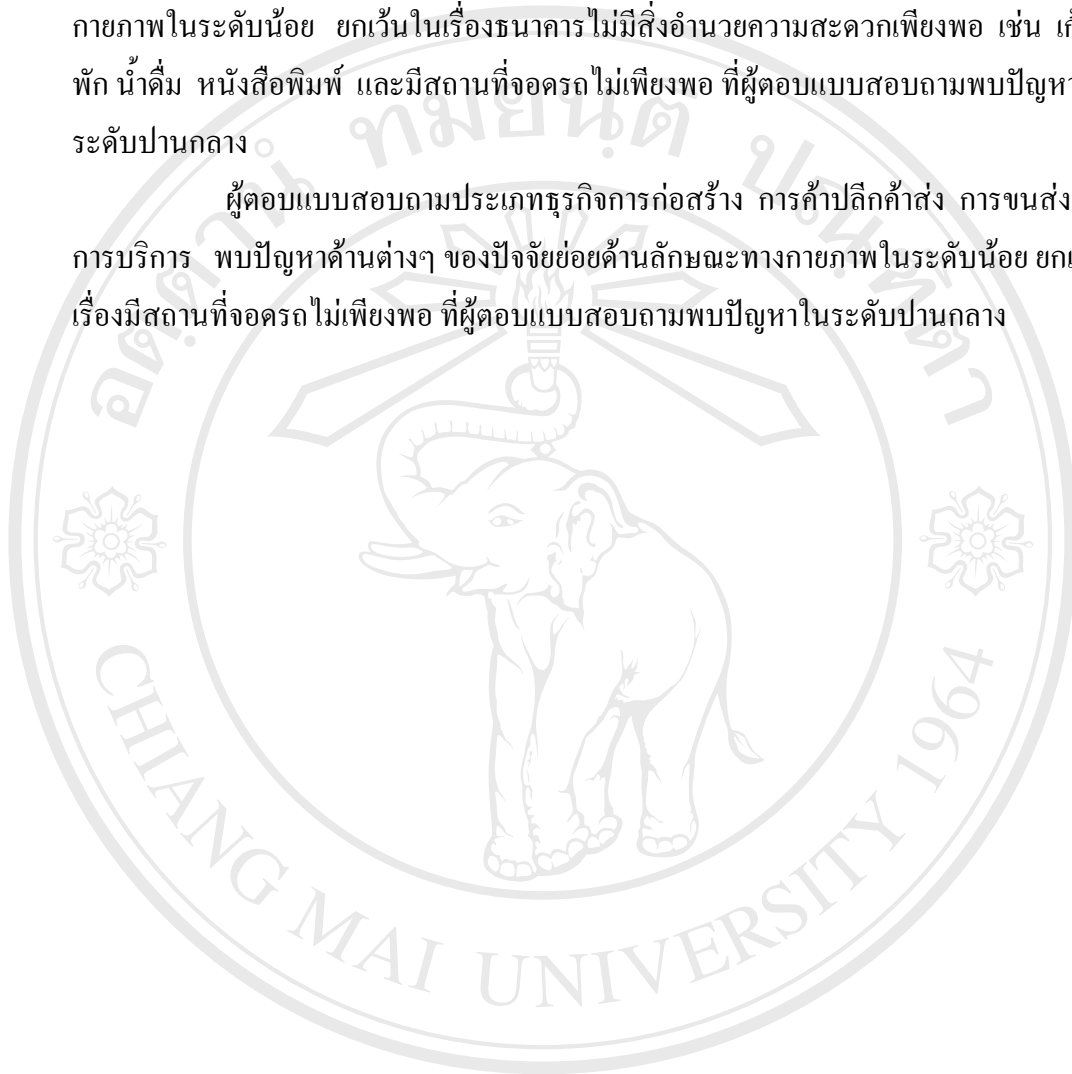 กายภาพในระดับน้อย ยกเว้นในเรื่องธนาคารไม่มีสิ่งอำนวยความสะดวกเพียงพอ เช่น
พัก น้ำดื่ม หนังสือพิมพ์ และมีสถานที่จอดรถไม่เพียงพอ ที่ผู้ตอบแบบสอบถามพบปัญหา
ระดับปานกลาง
ผู้ตอบแบบสอบถามประเภทธุรกิจการก่อสร้าง การค้าปลีกค้าส่ง การขนส่ง
การบริการ พบปัญหาด้านต่างๆ ของปัจจัยย่อยด้านลักษณะทางกายภาพในระดับน้อย
เรื่องมีสถานที่จอดรถไม่เพียงพอ ที่ผู้ตอบแบบสอบถามพบปัญหาในระดับปานกลาง
อตฺตานํ ทมยนฺติ ปณฺฑิตา
CHIANG MAI UNIVERSITY 1964